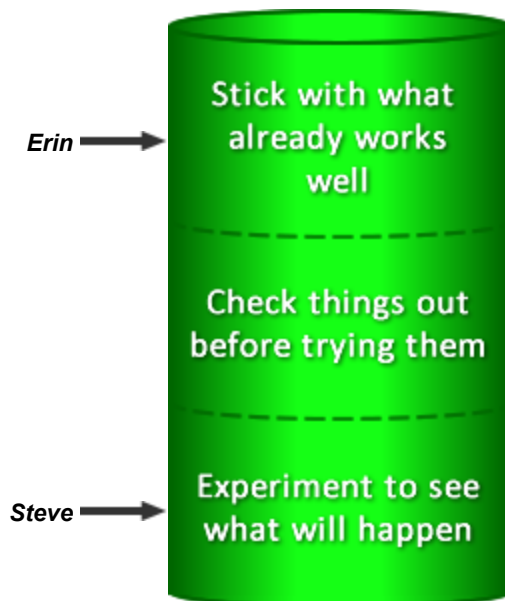 Stick with what
already works
well
Erin
Check things out
before trying them
Experiment to see
what will happen
Steve